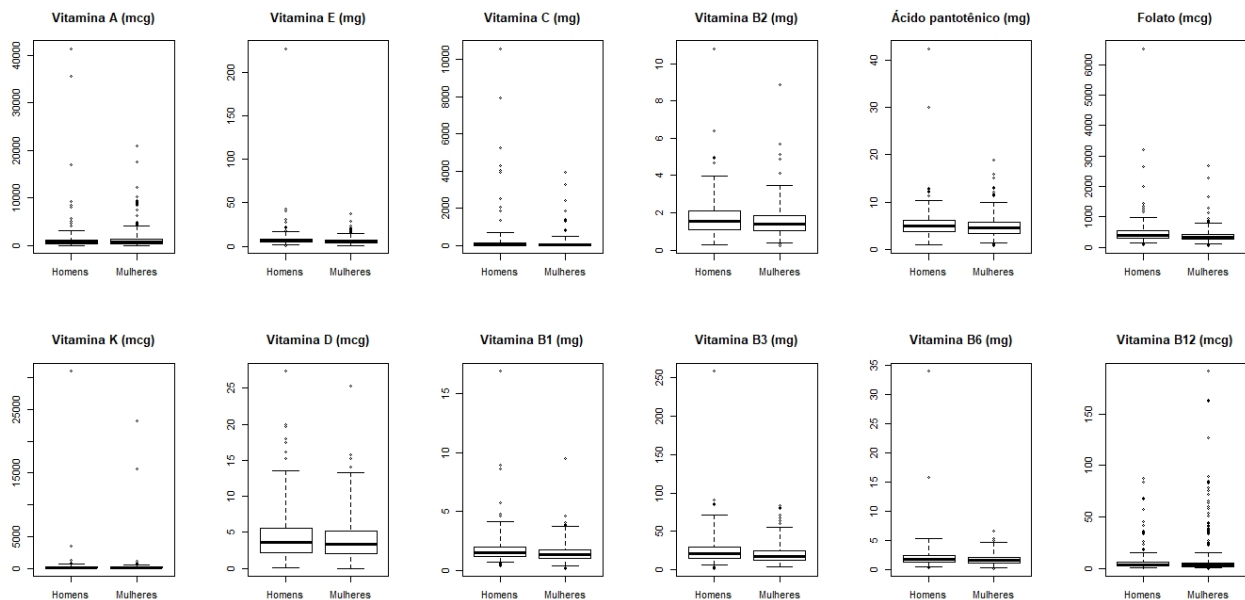 Vitamina A (mcg)
40000
30000
20000
10000
0
Homens Mulheres
Vitamina E (mg)
200
150
100
50
0
Homens Mulheres
Vitamina C (mg)
10000
8000
6000
4000
2000
0
Homens Mulheres
Vitamina B2 (mg)
10
8
6
4
2
0
Homens Mulheres
Ácido pantotênico (mg)
40
30
20
10
0
Homens Mulheres
Folato (mcg)
6000
5000
4000
3000
2000
1000
0
Homens Mulheres
Vitamina K (mcg)
25000
15000
5000
0
Homens Mulheres
Vitamina D (mcg)
25
20
15
10
5
0
Homens Mulheres
Vitamina B1 (mg)
15
10
5
0
Homens Mulheres
Vitamina B3 (mg)
250
200
150
100
50
0
Homens Mulheres
Vitamina B6 (mg)
35
30
25
20
15
10
5
0
Homens Mulheres
Vitamina B12 (mcg)
150
100
50
0
Homens Mulheres